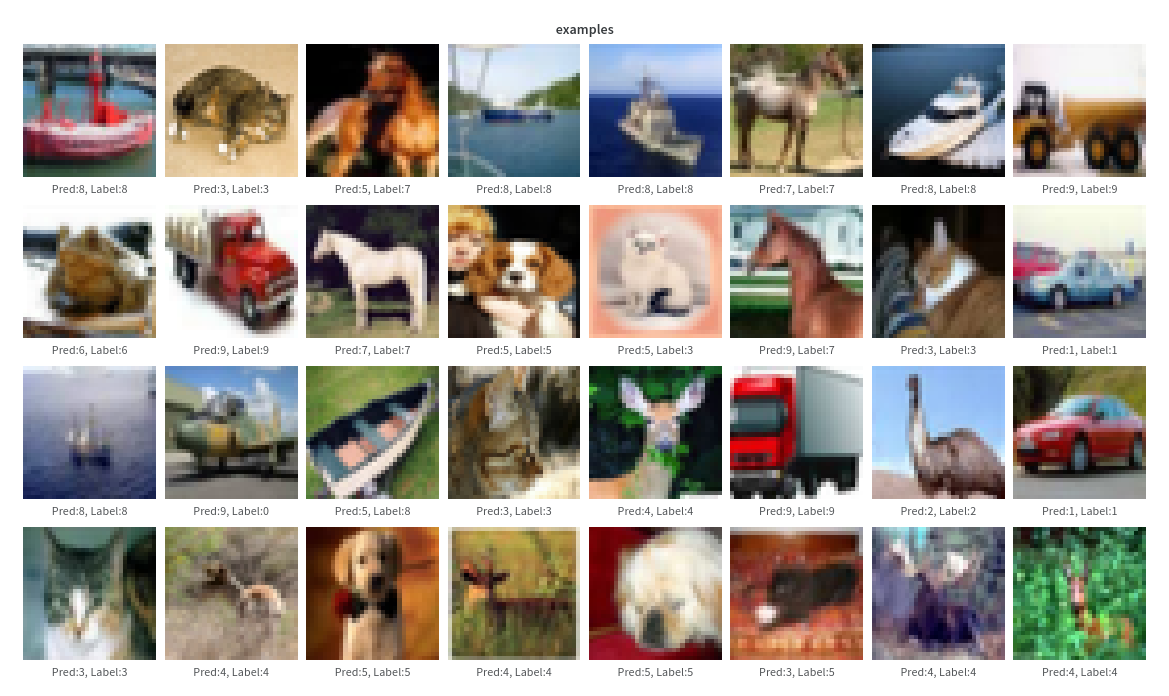 examples
Pred:8, Label:8
Pred:3, Label:3
Pred:5, Label:7
Pred:8, Label:8
Pred:8, Label:8
Pred:7, Label:7
Pred:8, Label:8
Pred:9, Label:9
Pred:6, Label:6
Pred:9, Label:9
Pred:7, Label:7
Pred:5, Label:5
Pred:5, Label:3
Pred:9, Label:7
Pred:3, Label:3
Pred:1, Label:1
Pred:8, Label:8
Pred:9, Label:0
Pred:5, Label:8
Pred:3, Label:3
Pred:4, Label:4
Pred:9, Label:9
Pred:2, Label:2
Pred:1, Label:1
Pred:3, Label:3
Pred:4, Label:4
Pred:5, Label:5
Pred:4, Label:4
Pred:5, Label:5
Pred:3, Label:5
Pred:4, Label:4
Pred:4, Label:4